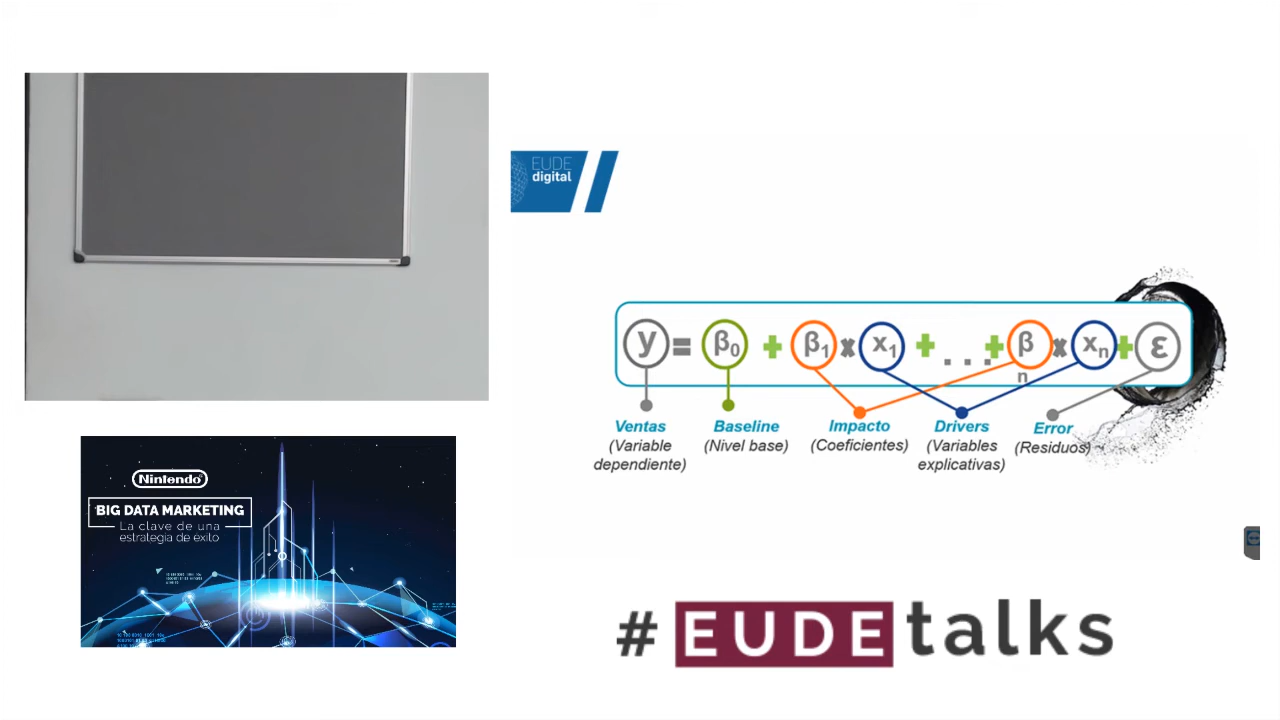 EUDE
digital
y = β0 + β1 x x1 + ... + βn x xn + ε
Ventas
(Variable
dependiente)
Baseline
(Nivel base)
Impacto
(Coeficientes)
Drivers
(Variables
explicativas)
Error
(Residuos)
Nintendo
BIG DATA MARKETING
La clave de una
estrategia de exito
# EUDEtalks